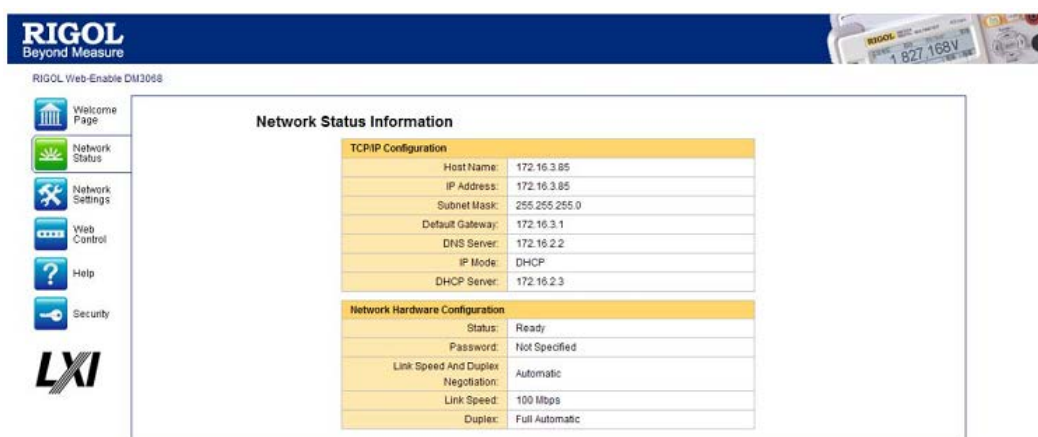 RIGOL
Beyond Measure
RIGOL
1.827,168V
RIGOL Web-Enable DM3068
Welcome
Page
Network
Status
Network
Settings
Web
Control
Help
Security
LXI
Network Status Information
TCP/IP Configuration
Host Name: 172.16.3.85
IP Address: 172.16.3.85
Subnet Mask: 255.255.255.0
Default Gateway: 172.16.3.1
DNS Server: 172.16.2.2
IP Mode: DHCP
DHCP Server: 172.16.2.3
Network Hardware Configuration
Status: Ready
Password: Not Specified
Link Speed And Duplex
Negotiation: Automatic
Link Speed: 100 Mbps
Duplex: Full Automatic